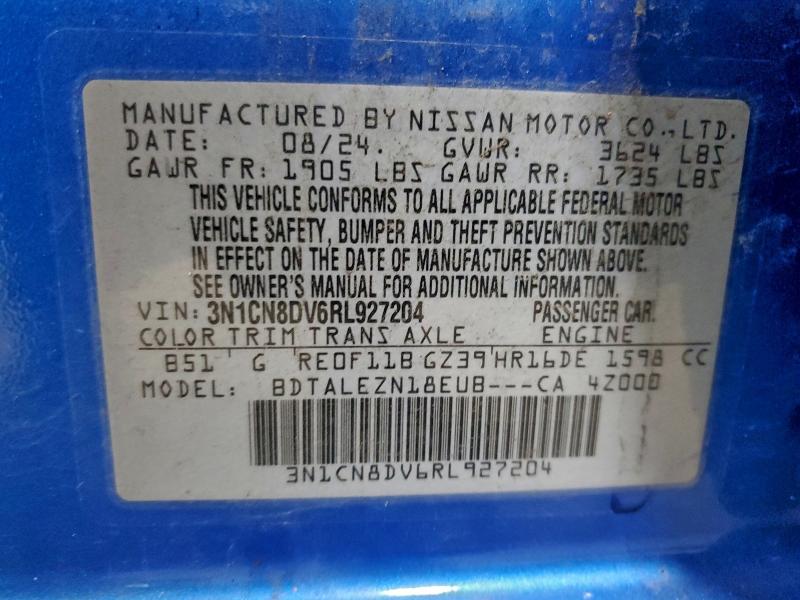 MANUFACTURED BY NISSAN MOTOR CO., LTD.
DATE: 08/24. GVWR: 3624 LBS
GAWR FR: 1905 LBS GAWR RR: 1735 LBS
THIS VEHICLE CONFORMS TO ALL APPLICABLE FEDERAL MOTOR
VEHICLE SAFETY, BUMPER AND THEFT PREVENTION STANDARDS
IN EFFECT ON THE DATE OF MANUFACTURE SHOWN ABOVE.
SEE OWNER'S MANUAL FOR ADDITIONAL INFORMATION.
VIN: 3N1CN8DV6RL927204 PASSENGER CAR.
COLOR TRIM TRANS AXLE ENGINE
B51 G RE0F11B GZ39 HR16DE 1598 CC
MODEL: BDTALEZN18EUB---CA 4Z000
3N1CN8DV6RL927204